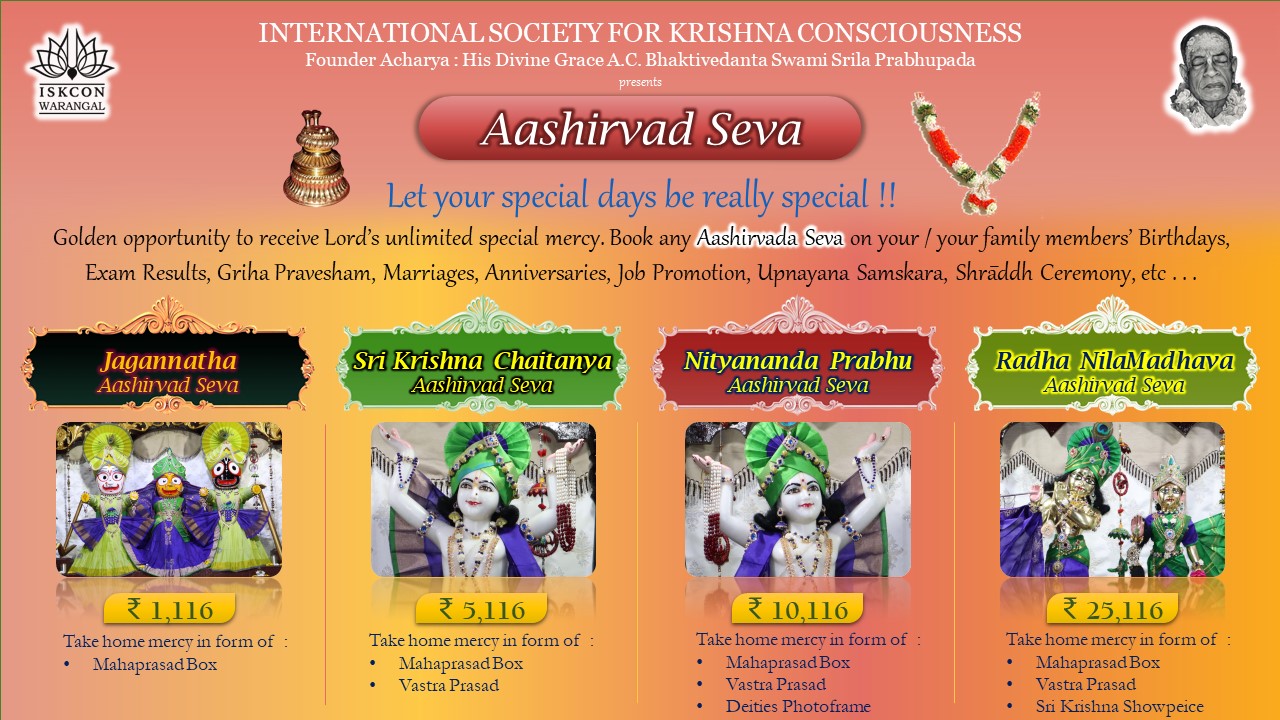 INTERNATIONAL SOCIETY FOR KRISHNA CONSCIOUSNESS
Founder Acharya : His Divine Grace A.C. Bhaktivedanta Swami Srila Prabhupada
presents
ISKCON
WARANGAL
Aashirvad Seva
Let your special days be really special !!
Golden opportunity to receive Lord's unlimited special mercy. Book any Aashirvada Seva on your / your family members' Birthdays,
Exam Results, Griha Pravesham, Marriages, Anniversaries, Job Promotion, Upnayana Samskara, Shrāddh Ceremony, etc . . .
Jagannatha
Aashirvad Seva
₹ 1,116
Take home mercy in form of :
• Mahaprasad Box
Sri Krishna Chaitanya
Aashirvad Seva
₹ 5,116
Take home mercy in form of :
• Mahaprasad Box
• Vastra Prasad
Nityananda Prabhu
Aashirvad Seva
₹ 10,116
Take home mercy in form of :
• Mahaprasad Box
• Vastra Prasad
• Deities Photoframe
Radha NilaMadhava
Aashirvad Seva
₹ 25,116
Take home mercy in form of :
• Mahaprasad Box
• Vastra Prasad
• Sri Krishna Showpeice